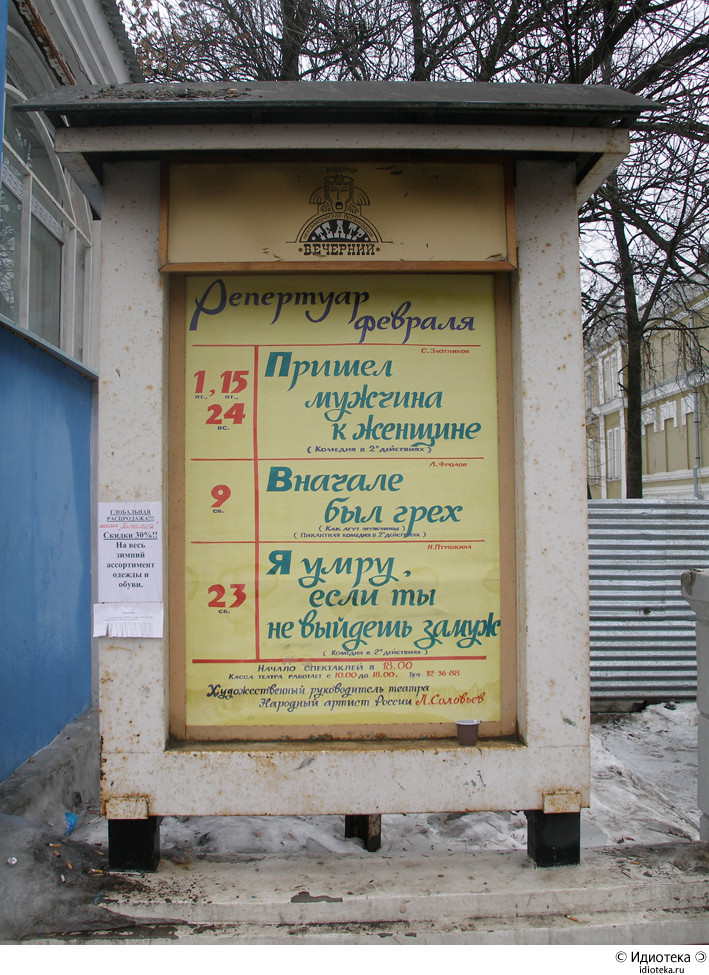 ТЕАТР
ВЕЧЕРНИЙ
Репертуар
февраля
С. Злотников
1, 15
пт., пт.,
24
вс.
Пришел
мужчина
к женщине
( Комедия в 2х действиях )
Л. Фролов
9
сб.
Вначале
был грех
( Как лгут мужчины )
( Пикантная комедия в 2х действиях )
Н. Птушкина
23
сб.
Я умру,
если ты
не выйдешь замуж
( Комедия в 2х действиях )
Начало спектаклей в 18.00
Касса театра работает с 10.00 до 18.00. Тел. 32-36-88
Художественный руководитель театра
Народный артист России Л. Соловьев
ГЛОБАЛЬНАЯ
РАСПРОДАЖА!!!
Скидки 30%!!
На весь
зимний
ассортимент
одежды и
обуви.
© Идиотека
idioteka.ru